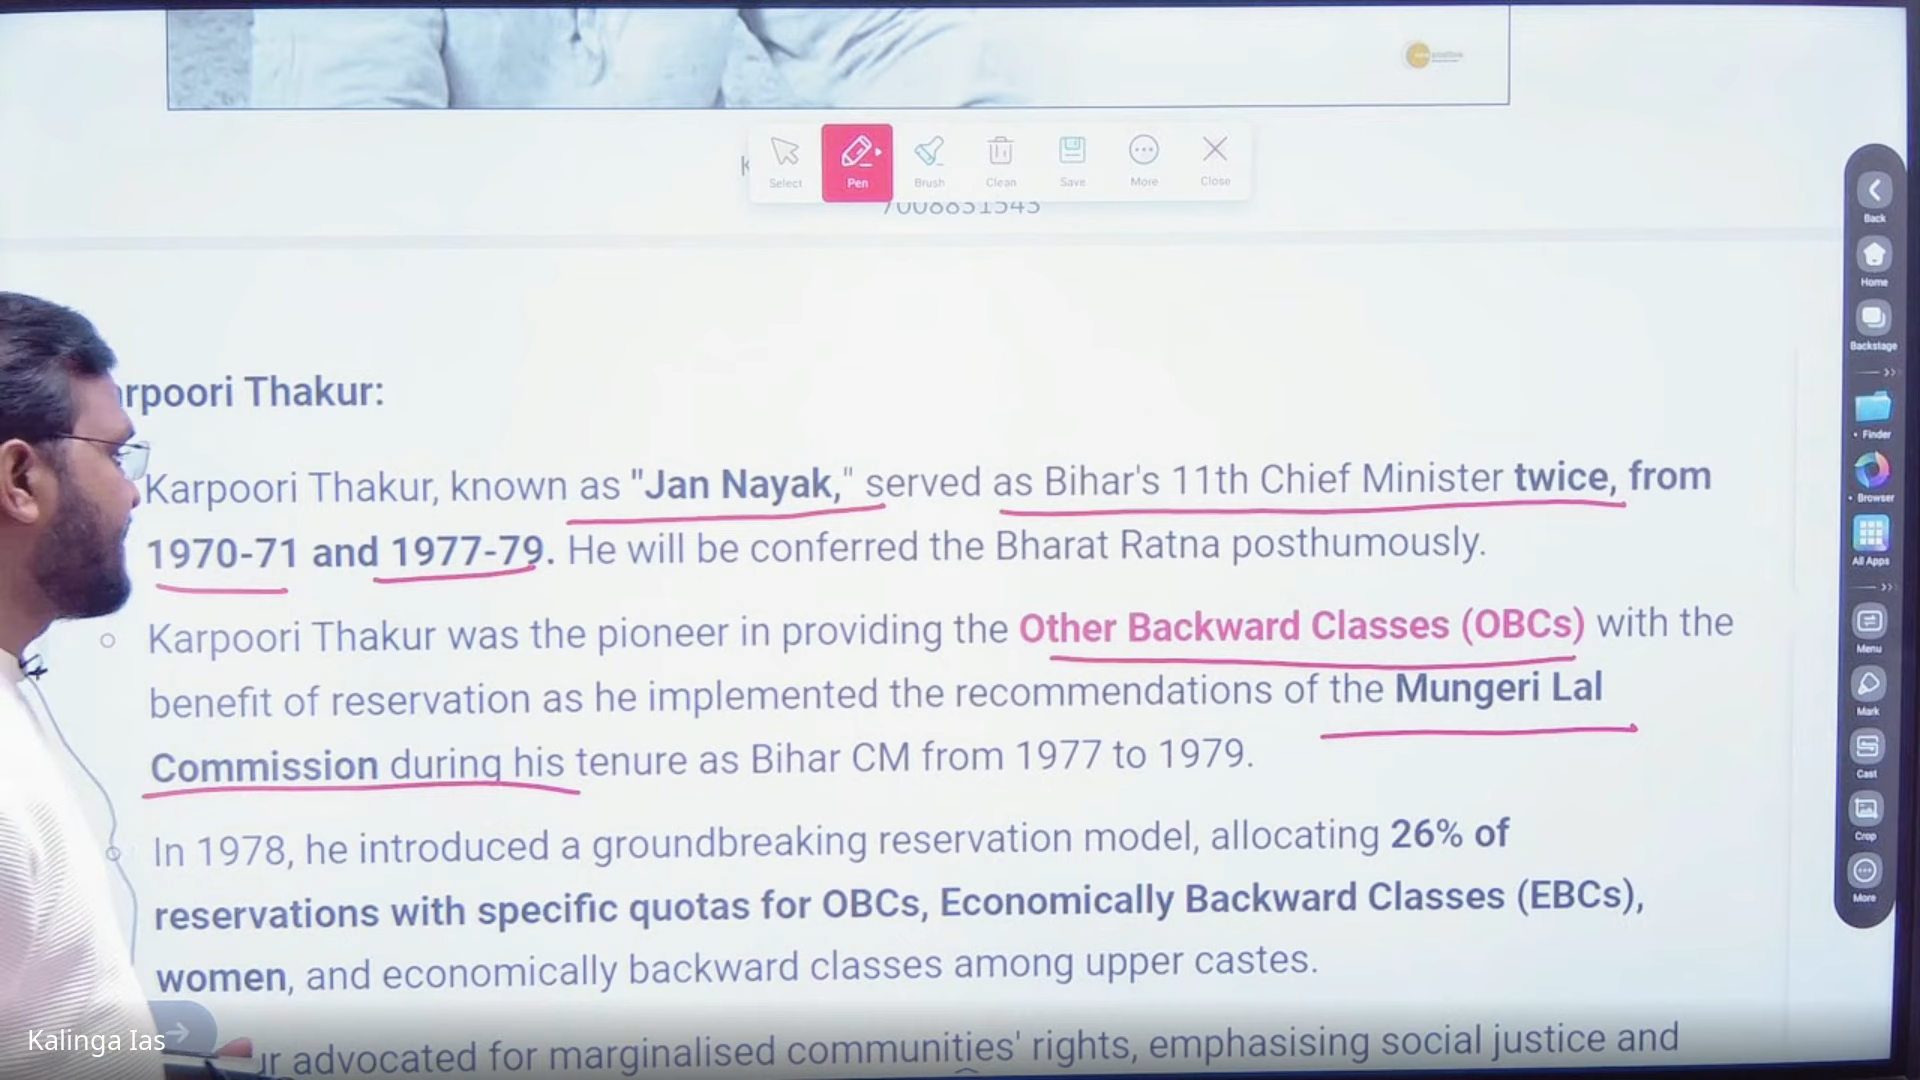 Select
Pen
Brush
Clean
Save
More
Close
7008831543
rpoori Thakur:
Karpoori Thakur, known as "Jan Nayak," served as Bihar's 11th Chief Minister twice, from
1970-71 and 1977-79. He will be conferred the Bharat Ratna posthumously.
Karpoori Thakur was the pioneer in providing the Other Backward Classes (OBCs) with the
benefit of reservation as he implemented the recommendations of the Mungeri Lal
Commission during his tenure as Bihar CM from 1977 to 1979.
In 1978, he introduced a groundbreaking reservation model, allocating 26% of
reservations with specific quotas for OBCs, Economically Backward Classes (EBCs),
women, and economically backward classes among upper castes.
ur advocated for marginalised communities' rights, emphasising social justice and
Kalinga Ias
Back
Home
Backstage
Finder
Browser
All Apps
Menu
Mark
Cast
Crop
More